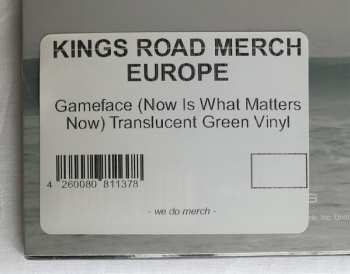 KINGS ROAD MERCH
EUROPE
Gameface (Now Is What Matters
Now) Translucent Green Vinyl
4 260080 811378
- we do merch -